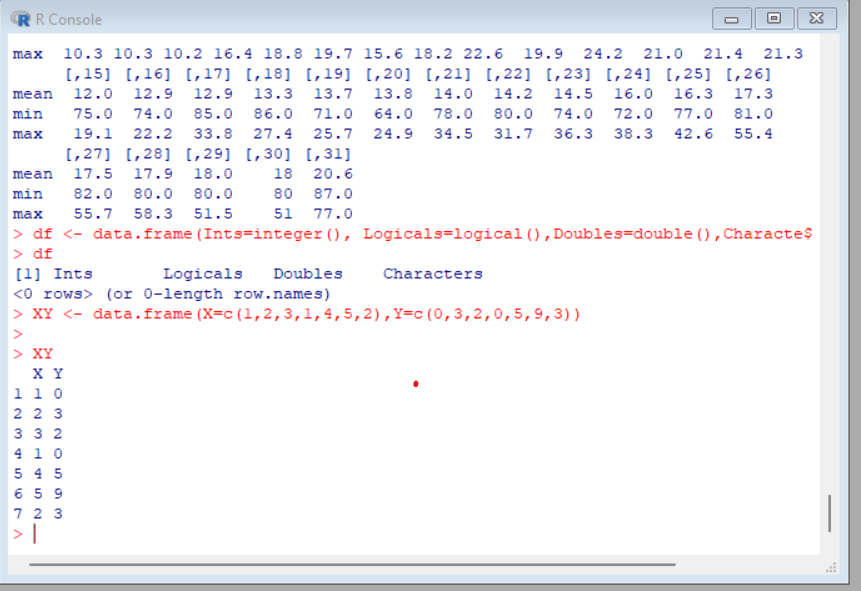 R Console
max 10.3 10.3 10.2 16.4 18.8 19.7 15.6 18.2 22.6 19.9 24.2 21.0 21.4 21.3
[,15] [,16] [,17] [,18] [,19] [,20] [,21] [,22] [,23] [,24] [,25] [,26]
mean 12.0 12.9 12.9 13.3 13.7 13.8 14.0 14.2 14.5 16.0 16.3 17.3
min 75.0 74.0 85.0 86.0 71.0 64.0 78.0 80.0 74.0 72.0 77.0 81.0
max 19.1 22.2 33.8 27.4 25.7 24.9 34.5 31.7 36.3 38.3 42.6 55.4
[,27] [,28] [,29] [,30] [,31]
mean 17.5 17.9 18.0 18 20.6
min 82.0 80.0 80.0 80 87.0
max 55.7 58.3 51.5 51 77.0
> df <- data.frame(Ints=integer(), Logicals=logical(),Doubles=double(),Characte$
> df
[1] Ints Logicals Doubles Characters
<0 rows> (or 0-length row.names)
> XY <- data.frame(X=c(1,2,3,1,4,5,2),Y=c(0,3,2,0,5,9,3))
>
> XY
X Y
1 1 0
2 2 3
3 3 2
4 1 0
5 4 5
6 5 9
7 2 3
>